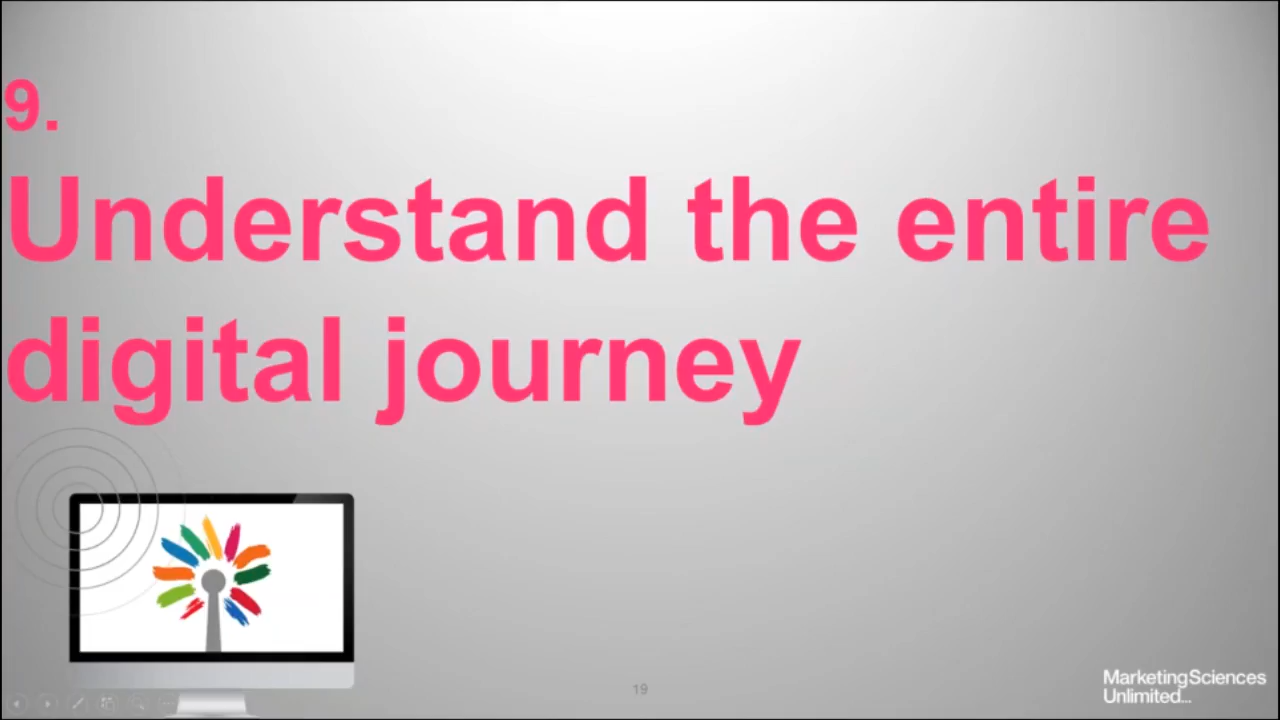 9.
Understand the entire
digital journey
19
MarketingSciences
Unlimited...